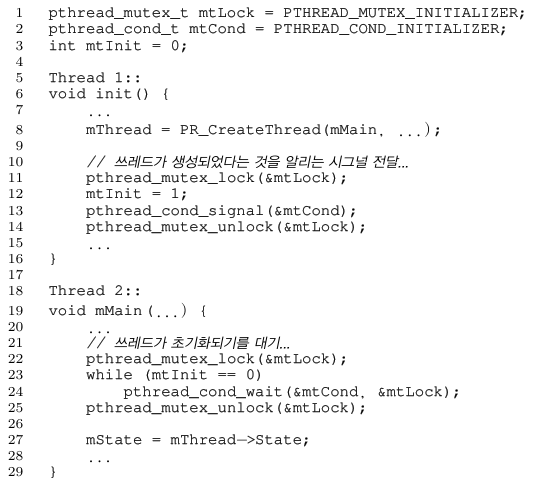 1 pthread_mutex_t mtLock = PTHREAD_MUTEX_INITIALIZER;
2 pthread_cond_t mtCond = PTHREAD_COND_INITIALIZER;
3 int mtInit = 0;
4
5 Thread 1::
6 void init() {
7     ...
8     mThread = PR_CreateThread(mMain, ...);
9
10     // 쓰레드가 생성되었다는 것을 알리는 시그널 전달...
11     pthread_mutex_lock(&mtLock);
12     mtInit = 1;
13     pthread_cond_signal(&mtCond);
14     pthread_mutex_unlock(&mtLock);
15     ...
16 }
17
18 Thread 2::
19 void mMain(...) {
20     ...
21     // 쓰레드가 초기화되기를 대기...
22     pthread_mutex_lock(&mtLock);
23     while (mtInit == 0)
24         pthread_cond_wait(&mtCond, &mtLock);
25     pthread_mutex_unlock(&mtLock);
26
27     mState = mThread->State;
28     ...
29 }